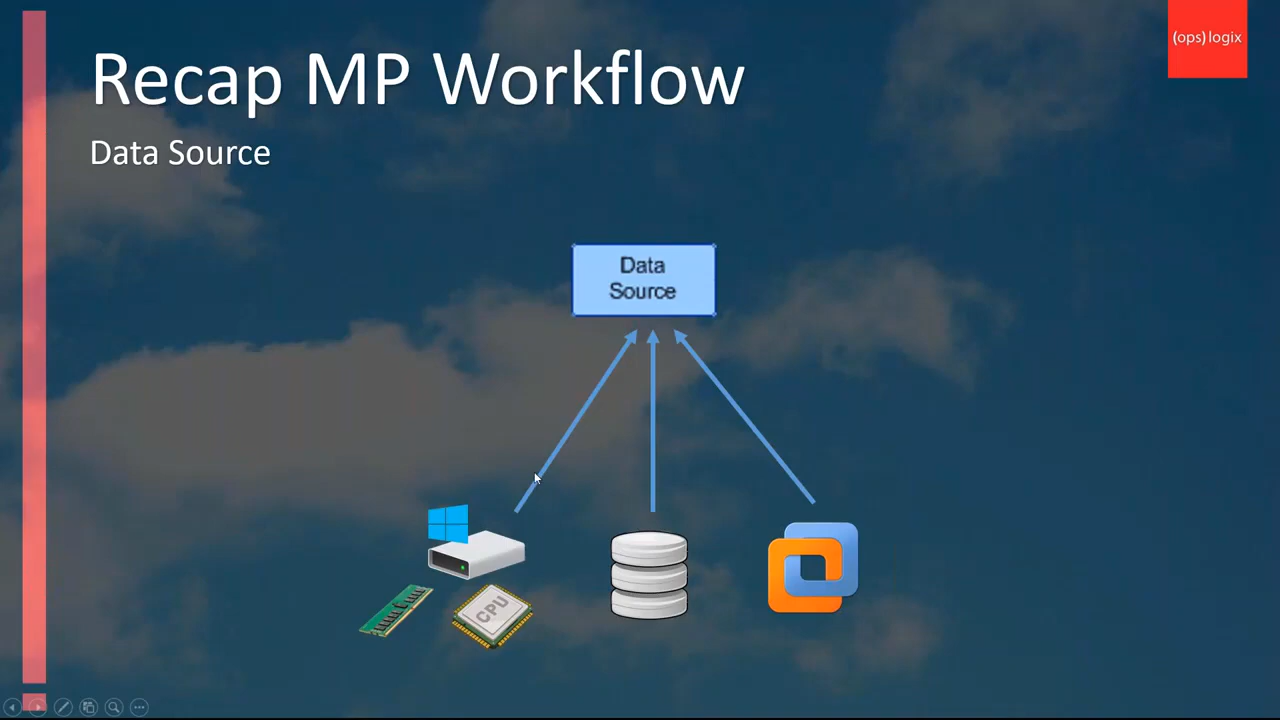 Recap MP Workflow
(ops)logix
Data Source
Data
Source
CPU